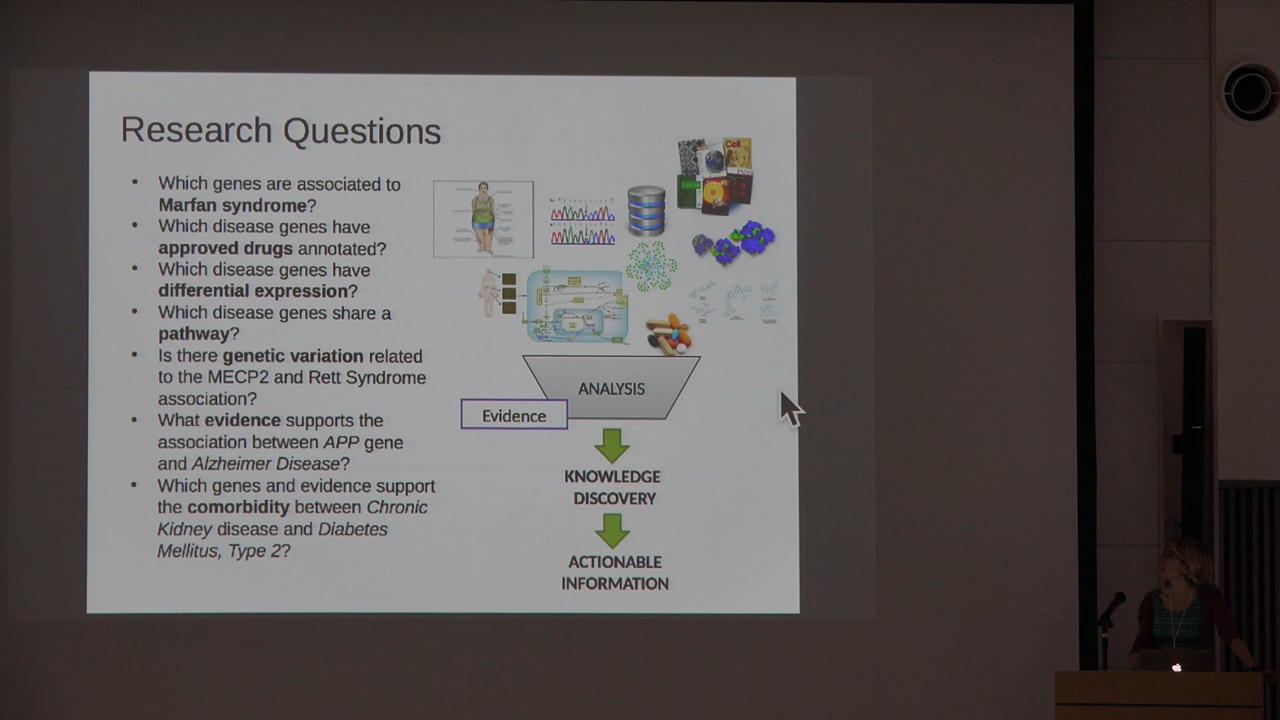 Research Questions
Which genes are associated to
Marfan syndrome?
Which disease genes have
approved drugs annotated?
Which disease genes have
differential expression?
Which disease genes share a
pathway?
Is there genetic variation related
to the MECP2 and Rett Syndrome
association?
What evidence supports the
association between APP gene
and Alzheimer Disease?
Which genes and evidence support
the comorbidity between Chronic
Kidney disease and Diabetes
Mellitus, Type 2?
Cell
ANALYSIS
Evidence
KNOWLEDGE
DISCOVERY
ACTIONABLE
INFORMATION